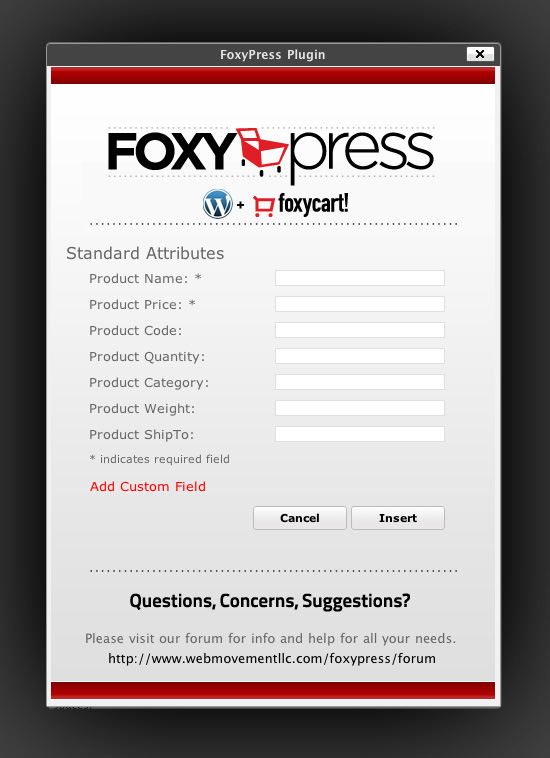 FoxyPress Plugin
FOXYpress
+ foxycart!
Standard Attributes
Product Name: *
Product Price: *
Product Code:
Product Quantity:
Product Category:
Product Weight:
Product ShipTo:
* indicates required field
Add Custom Field
Cancel Insert
Questions, Concerns, Suggestions?
Please visit our forum for info and help for all your needs.
http://www.webmovementllc.com/foxypress/forum